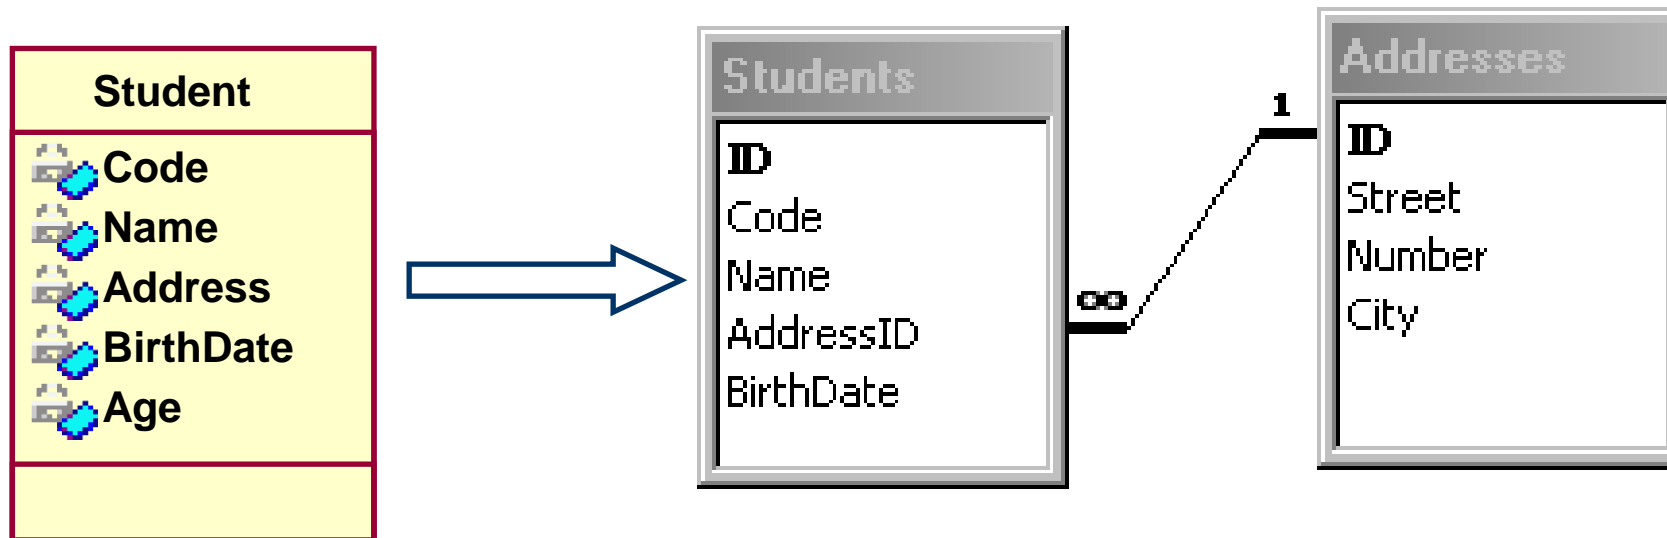 Student
Code
Name
Address
BirthDate
Age
Students
ID
Code
Name
AddressID
BirthDate
1
∞
Addresses
ID
Street
Number
City